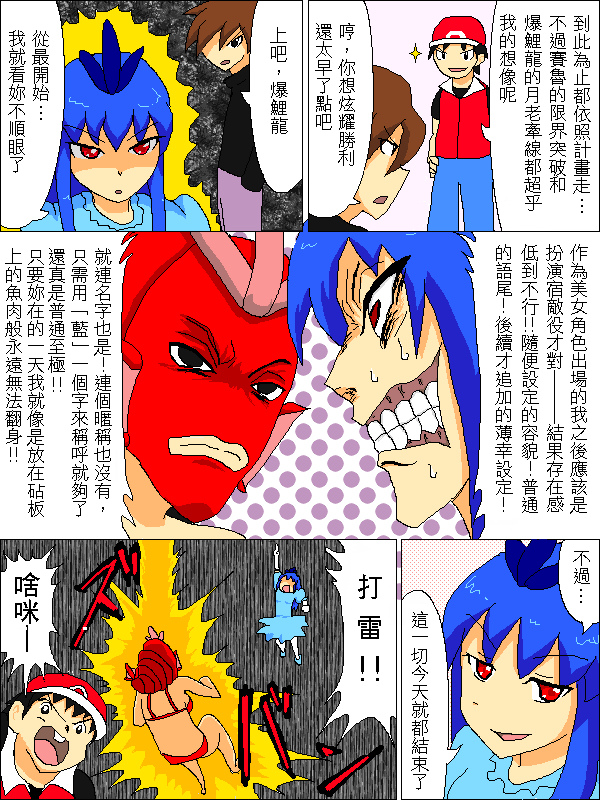 到此為止都依照計畫走…
不過賽魯的限界突破和
爆鯉龍的月老牽線都超乎
我的想像呢
哼，你想炫耀勝利
還太早了點吧
上吧，爆鯉龍
從最開始…
我就看妳不順眼了
作為美女角色出場的我之後應該是
扮演宿敵役才對——結果存在感
低到不行!!隨便設定的容貌！普通
的語尾！後續才追加的薄幸設定！
就連名字也是！連個暱稱也沒有，
只需用「藍」一個字來稱呼就夠了
還真是普通至極!!
只要妳在的一天我就像是放在砧板
上的魚肉般永遠無法翻身!!
不過…
這一切今天就都結束了
打雷!!
ズズ
バーン
啥咪—